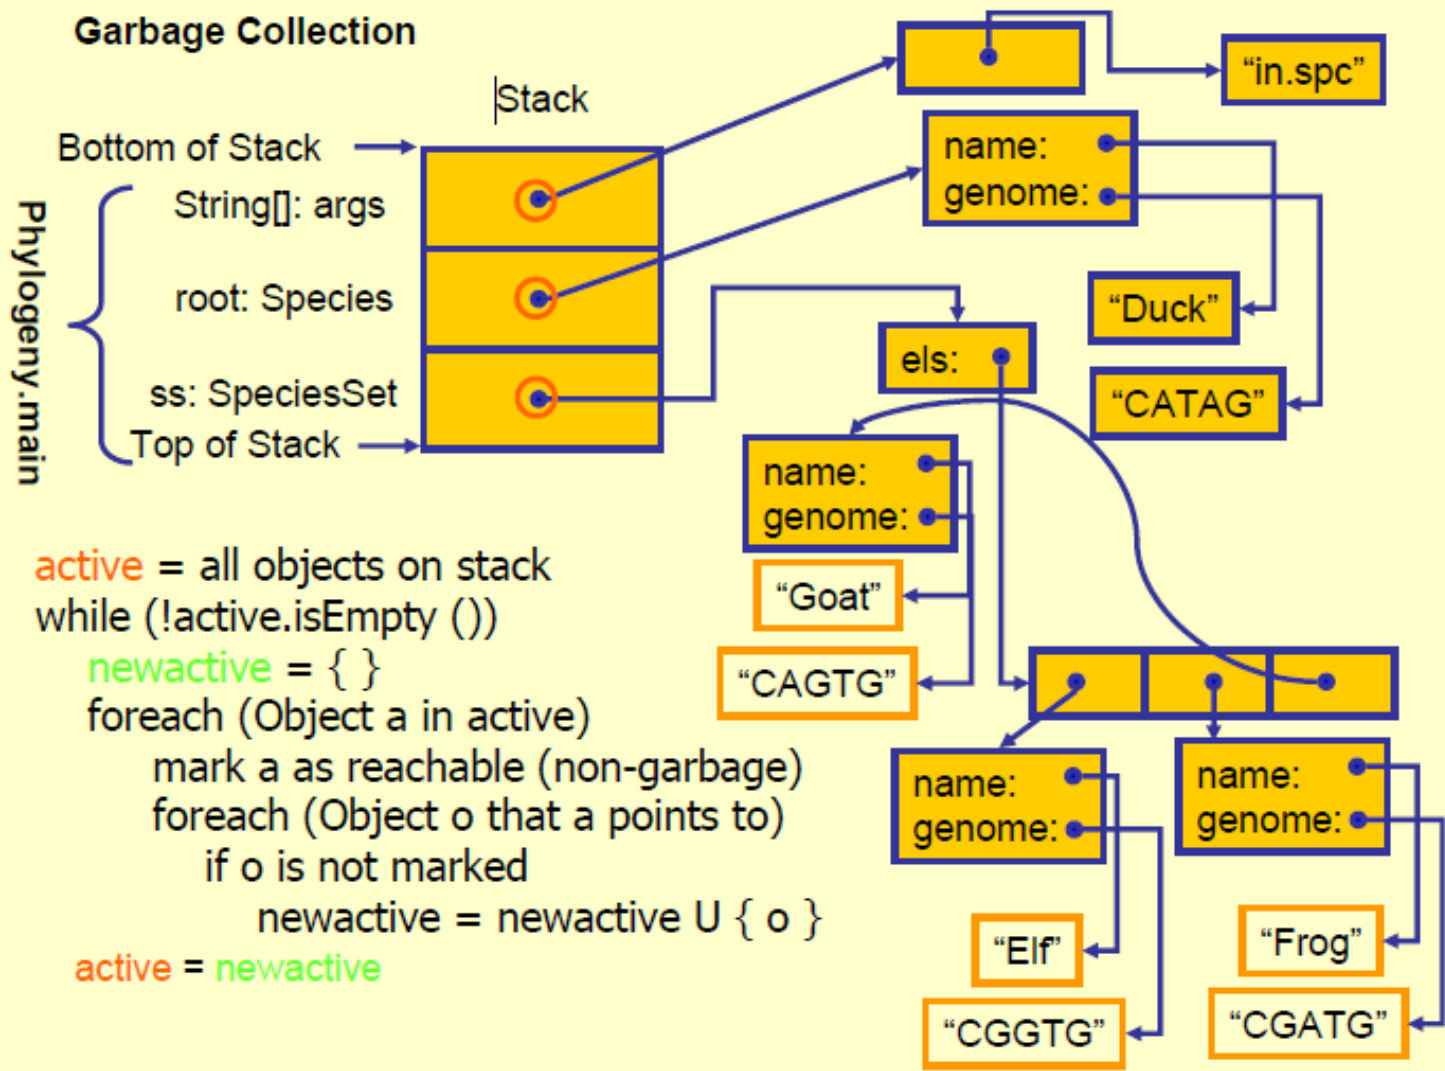 Garbage Collection
Stack
Bottom of Stack
String[]: args
root: Species
ss: SpeciesSet
Top of Stack
Phylogeny.main
“in.spc”
name:
genome:
“Duck”
“CATAG”
els:
name:
genome:
“Goat”
“CAGTG”
name:
genome:
“Elf”
“CGGTG”
name:
genome:
“Frog”
“CGATG”
active = all objects on stack
while (!active.isEmpty ())
newactive = { }
foreach (Object a in active)
mark a as reachable (non-garbage)
foreach (Object o that a points to)
if o is not marked
newactive = newactive U { o }
active = newactive